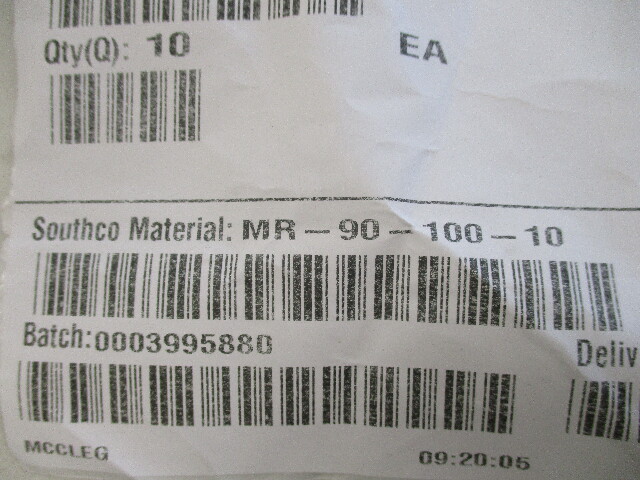 Qty(Q): 10 EA
Southco Material: MR-90-100-10
Batch:0003995880
Deliv
MCCLEG 09:20:05